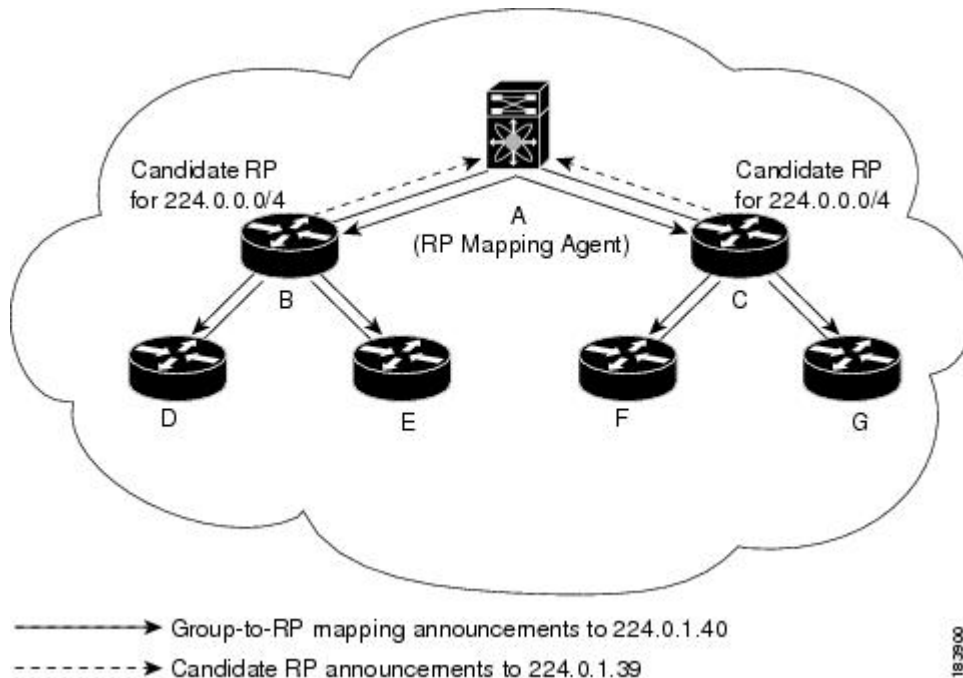 Candidate RP
for 224.0.0.0/4
Candidate RP
for 224.0.0.0/4
A
(RP Mapping Agent)
B
C
D
E
F
G
Group-to-RP mapping announcements to 224.0.1.40
Candidate RP announcements to 224.0.1.39
183900